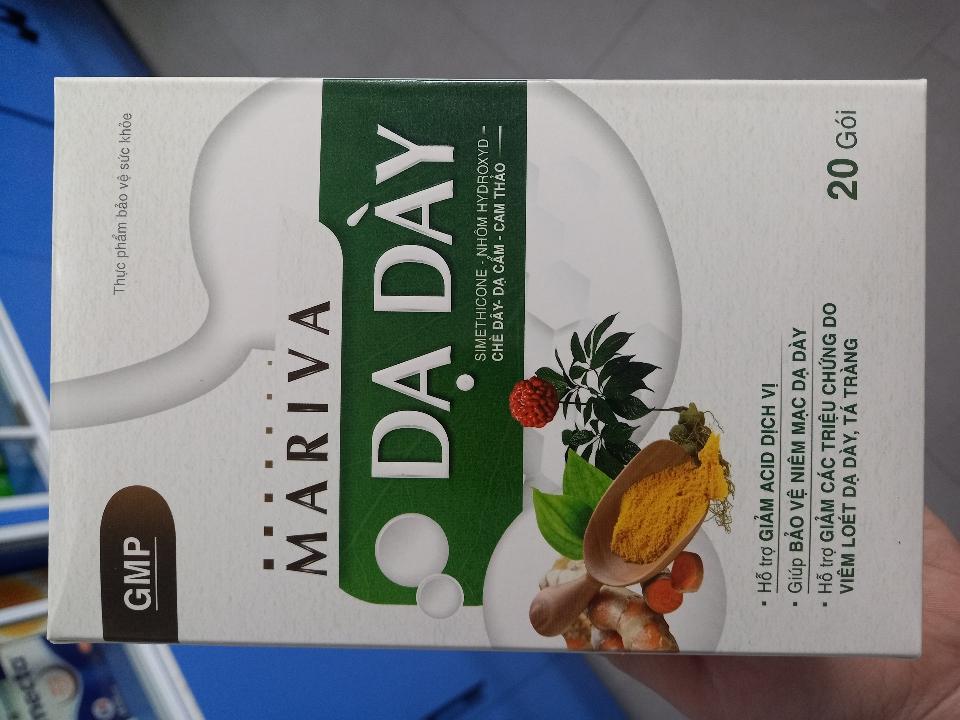 Thực phẩm bảo vệ sức khỏe
GMP
MARIVA
DẠ DÀY
SIMETHICONE - NHÔM HYDROXYD -
CHÈ DÂY- DẠ CẨM - CAM THẢO
▪ Hỗ trợ GIẢM ACID DỊCH VỊ
▪ Giúp BẢO VỆ NIÊM MẠC DẠ DÀY
▪ Hỗ trợ GIẢM CÁC TRIỆU CHỨNG DO
VIÊM LOÉT DẠ DÀY, TÁ TRÀNG
20 Gói